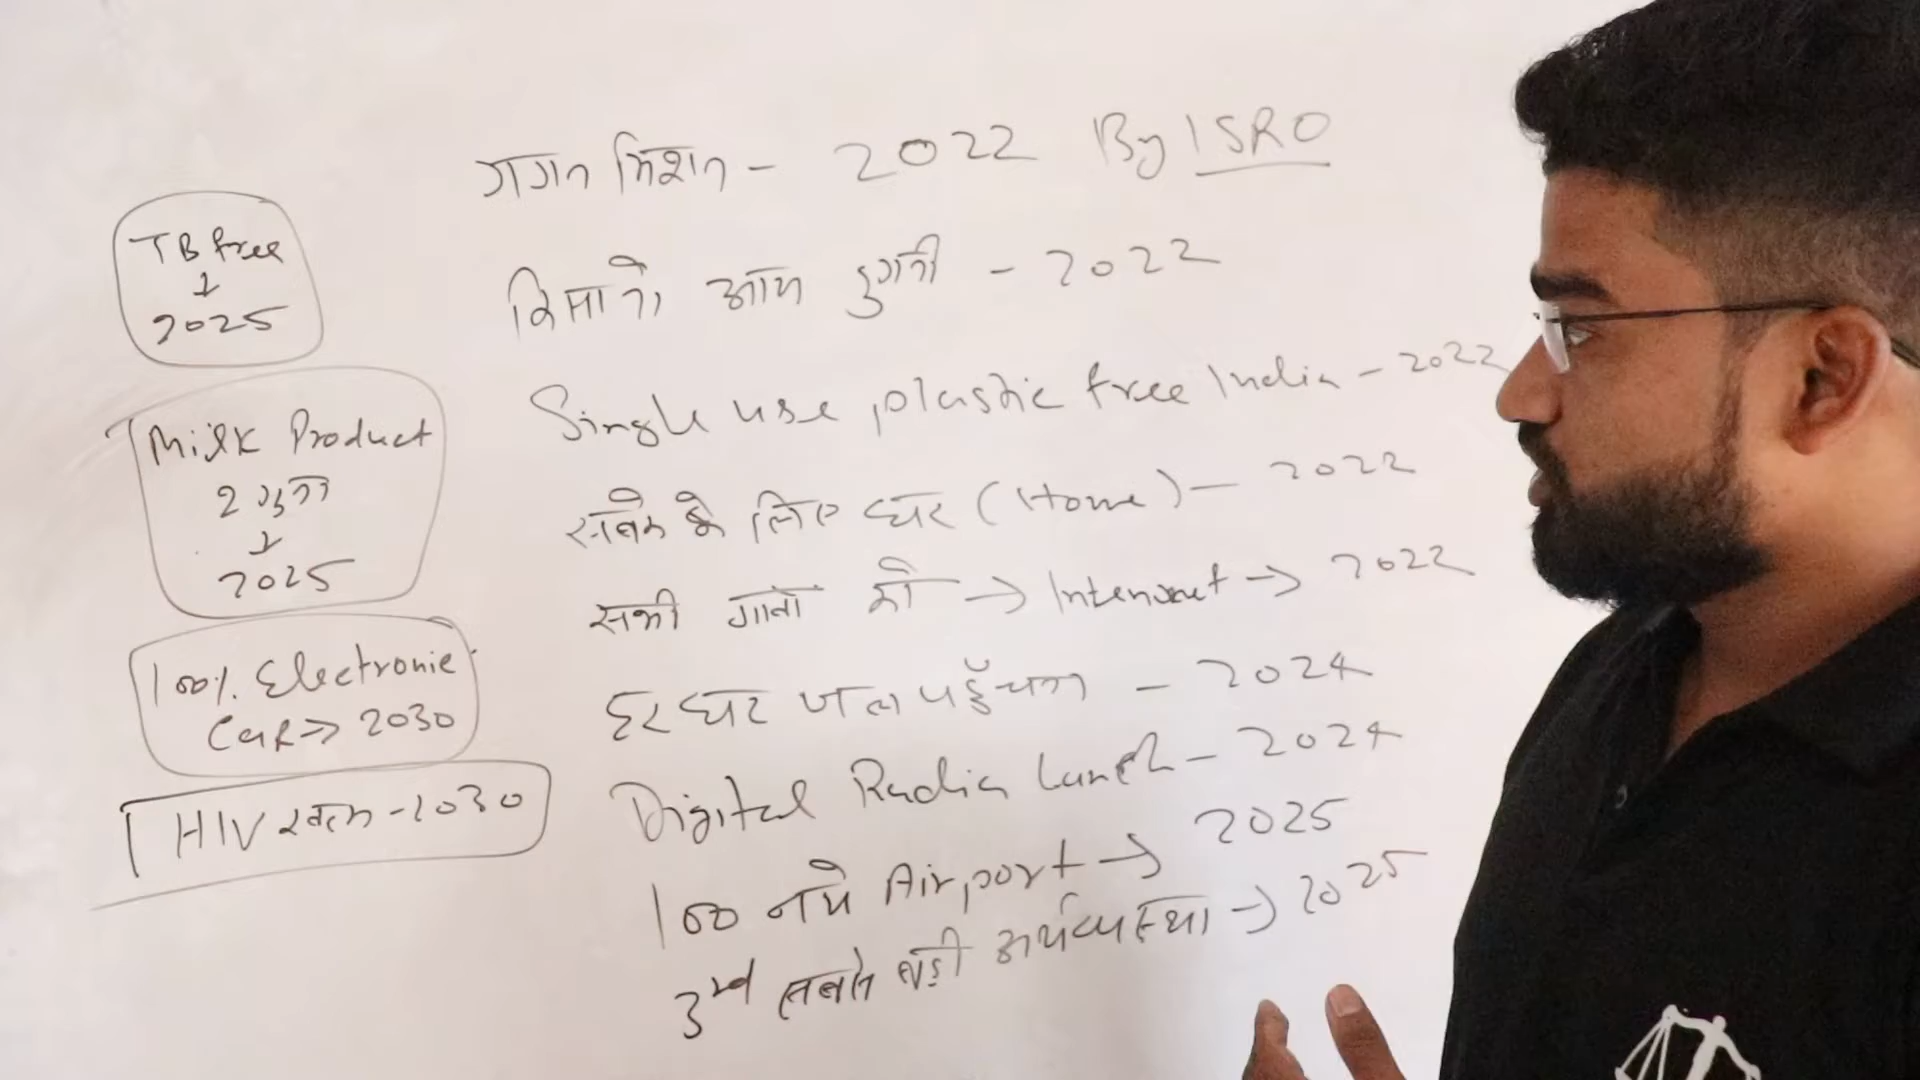 गगन मिशन - 2022 By ISRO
किसानों आय दुगनी - 2022
Single use plastic free India - 2022
सबके के लिए घर (Home) - 2022
सभी गावो को → Internet → 2022
हर घर जल पहुँचाना - 2024
Digital Radio Lunch - 2024
100 नये Airport → 2025
3rd सबसे बड़ी अर्थव्यवस्था → 2025
TB free
↓
2025
Milk Product
2 गुना
↓
2025
100% Electronic
Car → 2030
HIV खत्म - 2030